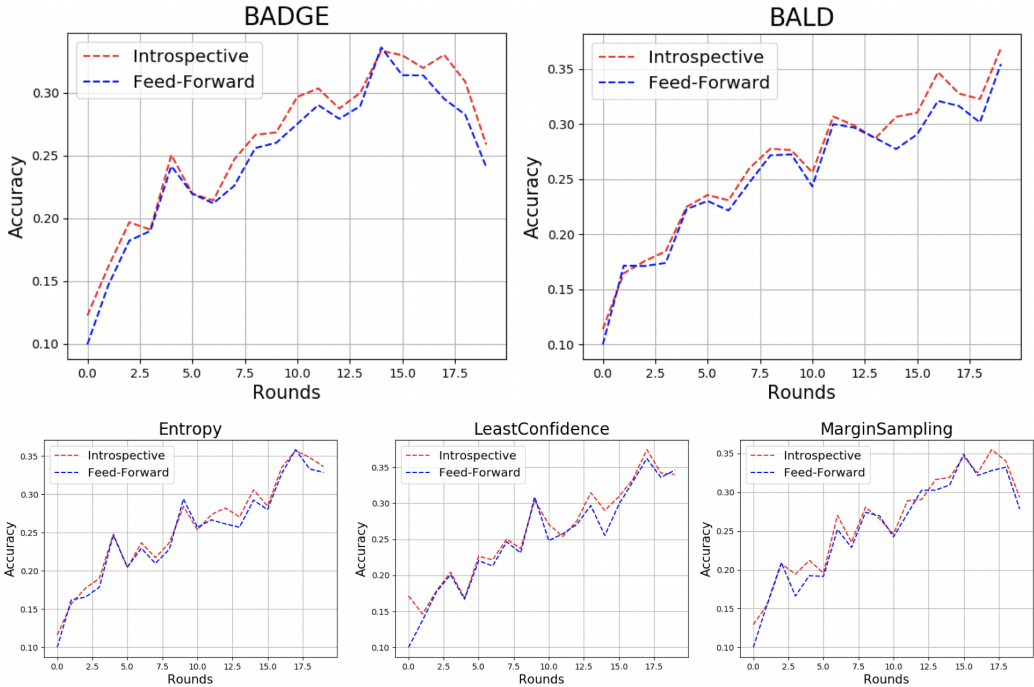 BADGE
Introspective
Feed-Forward
Accuracy
0.30
0.25
0.20
0.15
0.10
0.0 2.5 5.0 7.5 10.0 12.5 15.0 17.5
Rounds
BALD
Introspective
Feed-Forward
Accuracy
0.35
0.30
0.25
0.20
0.15
0.10
0.0 2.5 5.0 7.5 10.0 12.5 15.0 17.5
Rounds
Entropy
Introspective
Feed-Forward
Accuracy
0.35
0.30
0.25
0.20
0.15
0.10
0.0 2.5 5.0 7.5 10.0 12.5 15.0 17.5
Rounds
LeastConfidence
Introspective
Feed-Forward
Accuracy
0.35
0.30
0.25
0.20
0.15
0.10
0.0 2.5 5.0 7.5 10.0 12.5 15.0 17.5
Rounds
MarginSampling
Introspective
Feed-Forward
Accuracy
0.35
0.30
0.25
0.20
0.15
0.10
0.0 2.5 5.0 7.5 10.0 12.5 15.0 17.5
Rounds